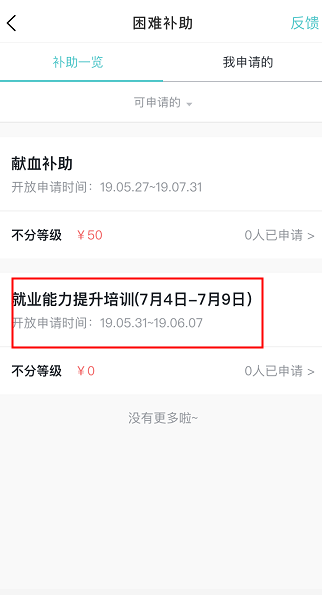 困难补助
反馈
补助一览
我申请的
可申请的
献血补助
开放申请时间：19.05.27~19.07.31
不分等级 ￥50 0人已申请 >
就业能力提升培训(7月4日-7月9日)
开放申请时间：19.05.31~19.06.07
不分等级 ￥0 0人已申请 >
没有更多啦~